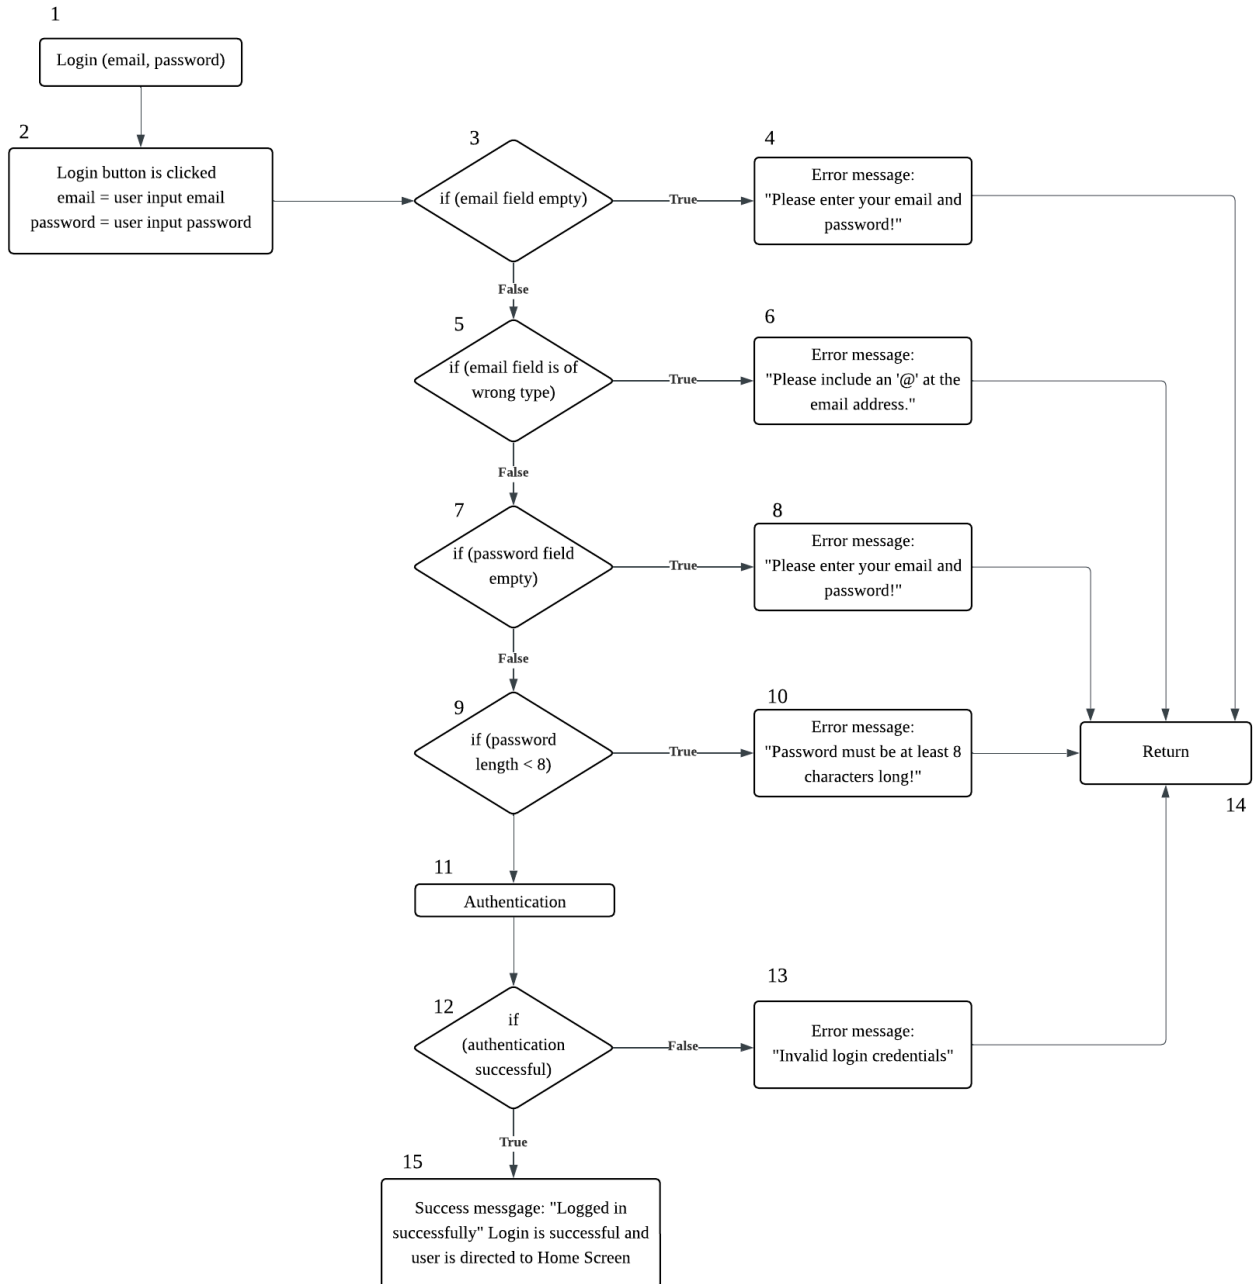 1
Login (email, password)
2
Login button is clicked
email = user input email
password = user input password
3
if (email field empty)
True
4
Error message:
"Please enter your email and
password!"
False
5
if (email field is of
wrong type)
True
6
Error message:
"Please include an '@' at the
email address."
False
7
if (password field
empty)
True
8
Error message:
"Please enter your email and
password!"
False
9
if (password
length < 8)
True
10
Error message:
"Password must be at least 8
characters long!"
Return
14
11
Authentication
12
if
(authentication
successful)
False
13
Error message:
"Invalid login credentials"
True
15
Success messgage: "Logged in
successfully" Login is successful and
user is directed to Home Screen